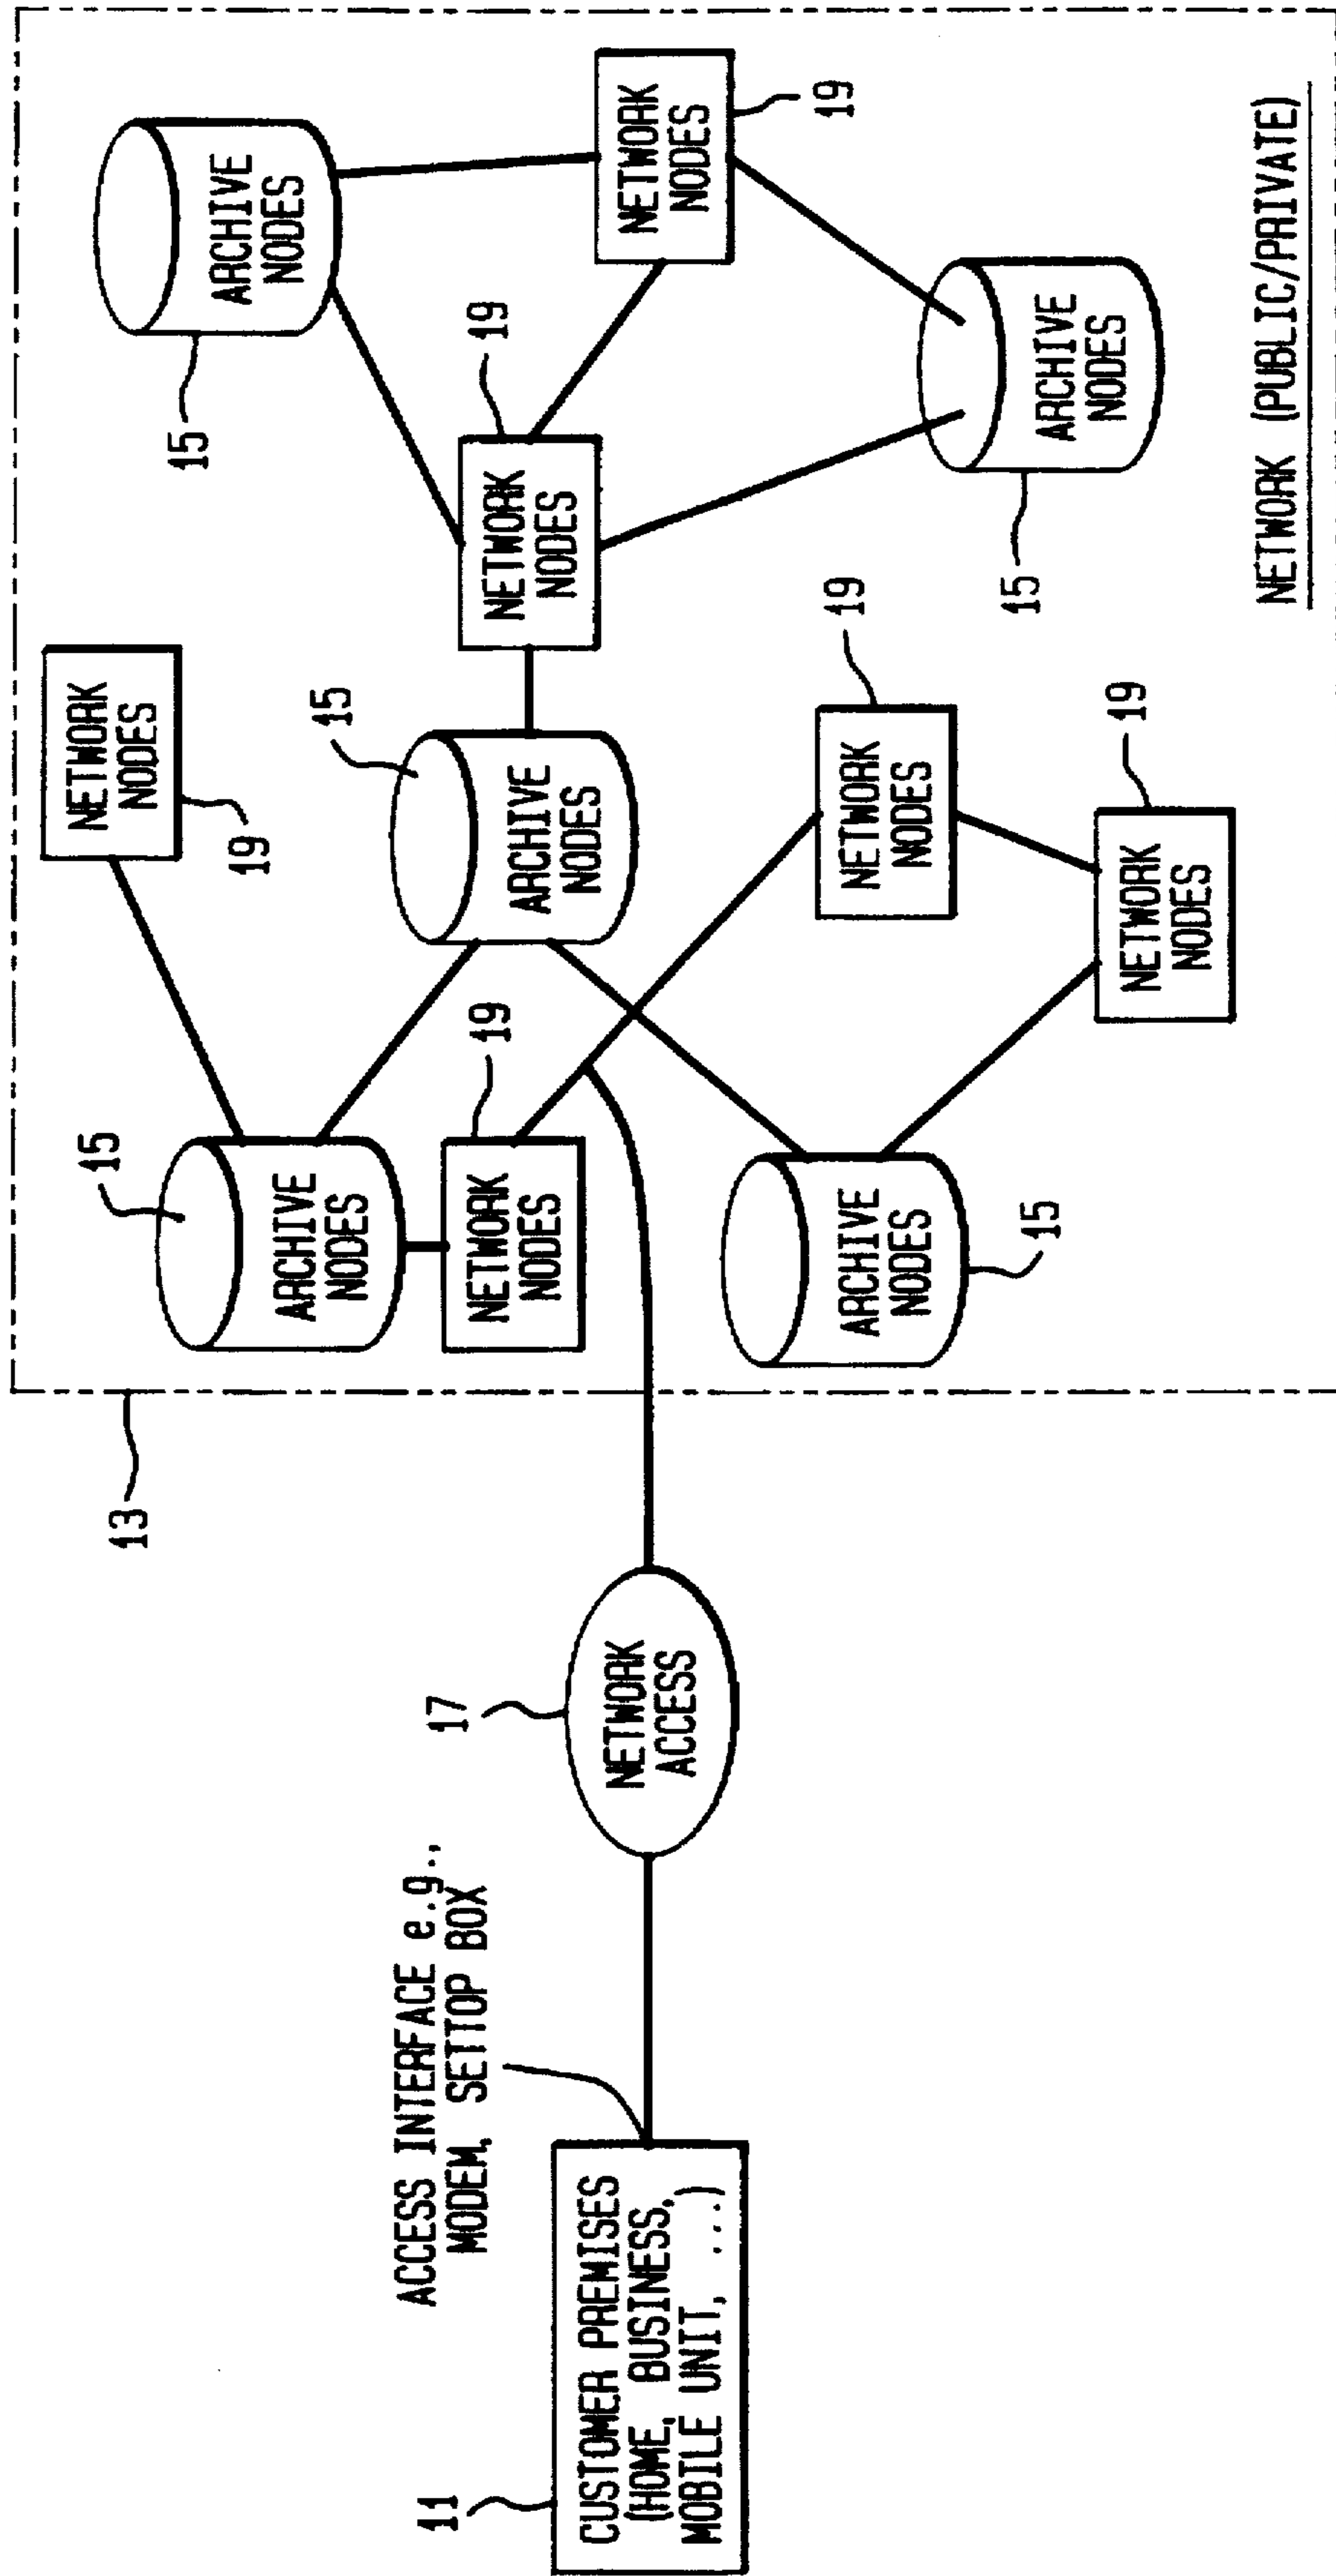 ACCESS INTERFACE e.g.,
MODEM, SETTOP BOX
11
CUSTOMER PREMISES
(HOME, BUSINESS,
MOBILE UNIT, ...)
17
NETWORK
ACCESS
13
15
ARCHIVE
NODES
19
NETWORK
NODES
ARCHIVE
NODES
15
NETWORK
NODES
19
15
ARCHIVE
NODES
19
NETWORK
NODES
19
NETWORK
NODES
19
NETWORK
NODES
15
ARCHIVE
NODES
NETWORK
NODES
19
15
ARCHIVE
NODES
NETWORK (PUBLIC/PRIVATE)